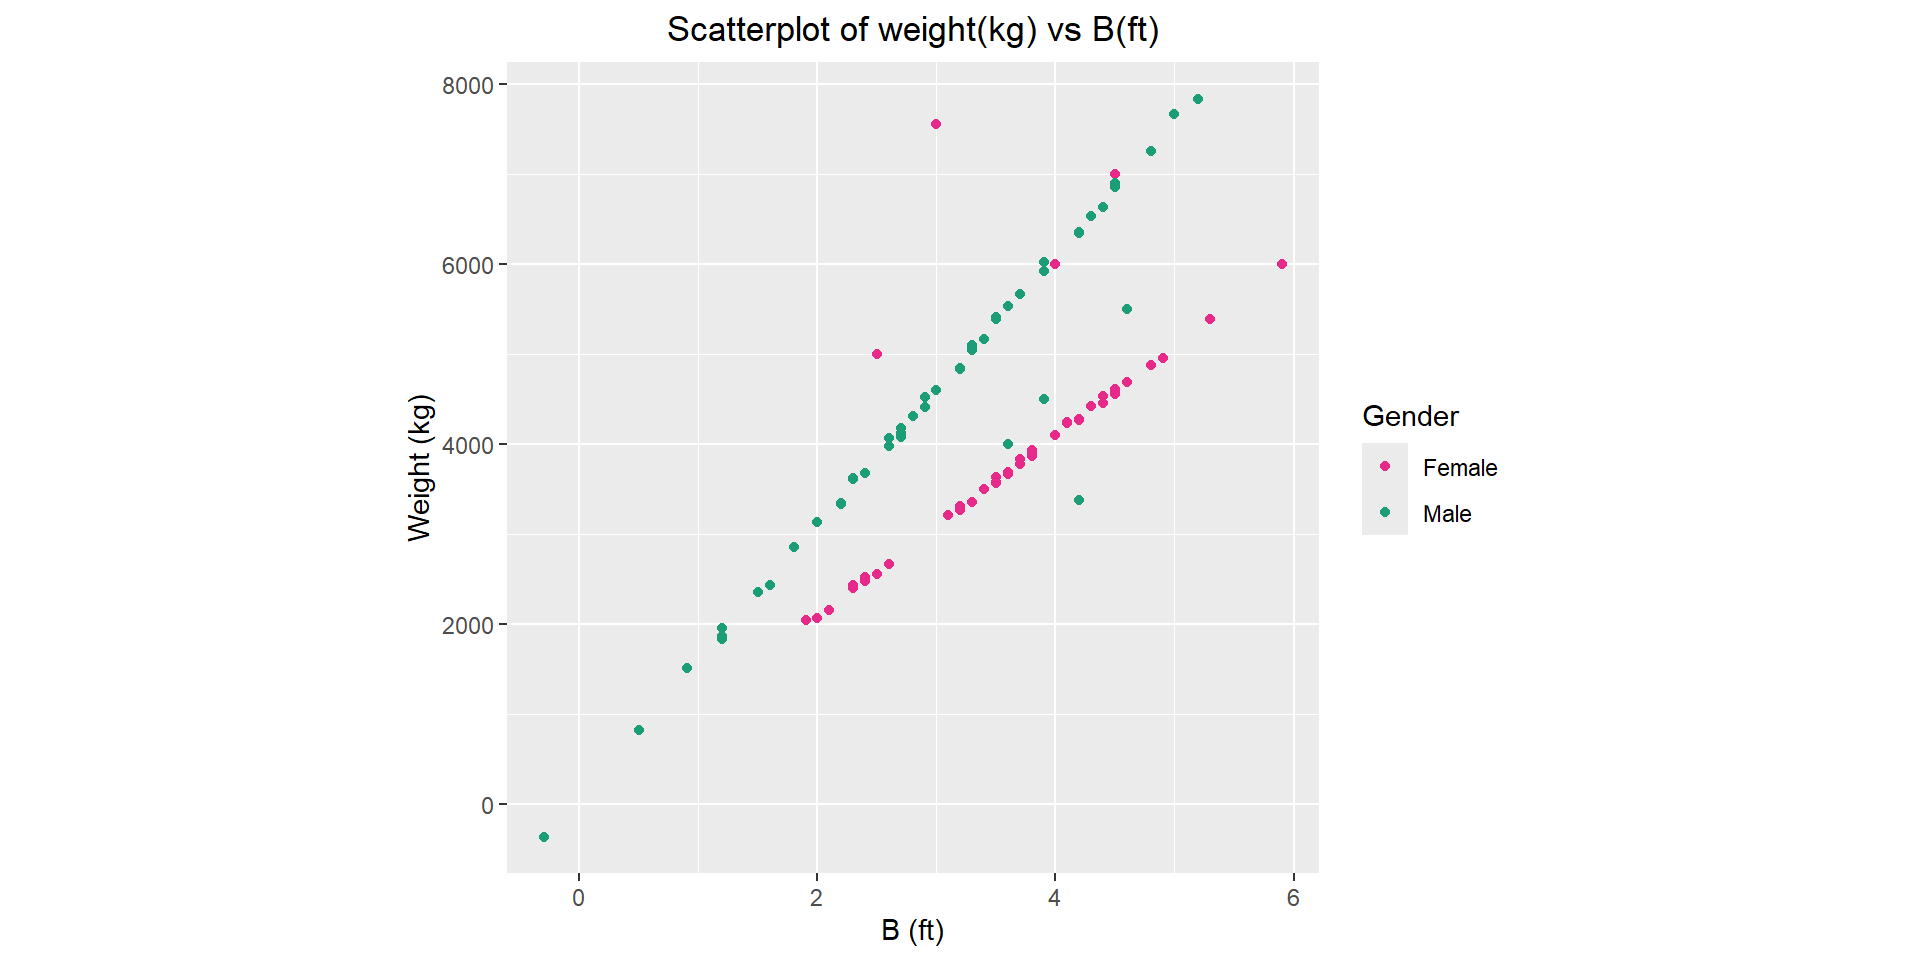 Scatterplot of weight(kg) vs B(ft)
8000
6000
4000
2000
0
Weight (kg)
0 2 4 6
B (ft)
Gender
Female
Male